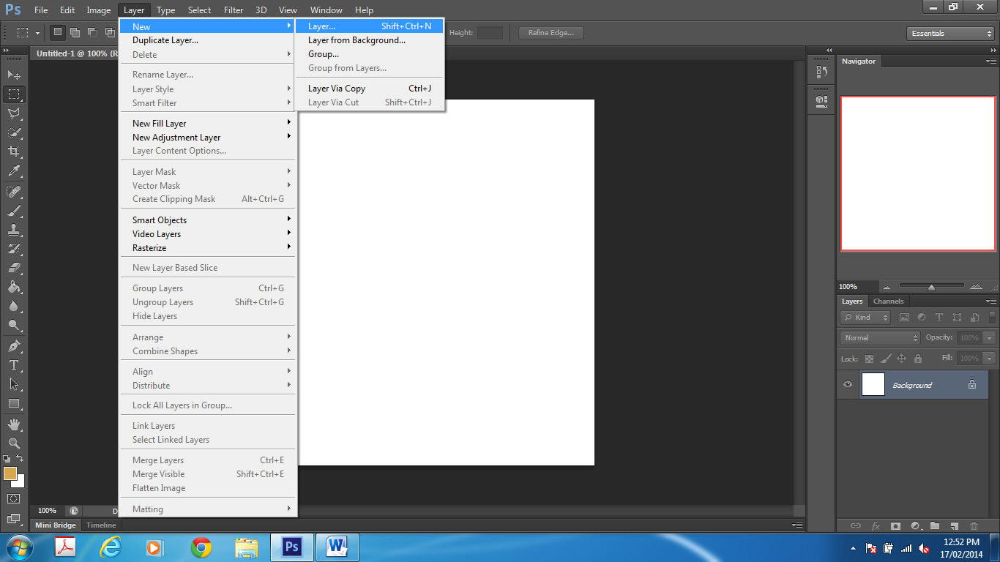 Ps File Edit Image Layer Type Select Filter 3D View Window Help
Height: Refine Edge... Essentials
Untitled-1 @ 100% (R
New
Duplicate Layer...
Delete
Rename Layer...
Layer Style
Smart Filter
New Fill Layer
New Adjustment Layer
Layer Content Options...
Layer Mask
Vector Mask
Create Clipping Mask Alt+Ctrl+G
Smart Objects
Video Layers
Rasterize
New Layer Based Slice
Group Layers Ctrl+G
Ungroup Layers Shift+Ctrl+G
Hide Layers
Arrange
Combine Shapes
Align
Distribute
Lock All Layers in Group...
Link Layers
Select Linked Layers
Merge Layers Ctrl+E
Merge Visible Shift+Ctrl+E
Flatten Image
Matting
Layer... Shift+Ctrl+N
Layer from Background...
Group...
Group from Layers...
Layer Via Copy Ctrl+J
Layer Via Cut Shift+Ctrl+J
Navigator
100%
Layers Channels
Kind
Normal Opacity: 100%
Lock: Fill: 100%
Background
100% D
Mini Bridge Timeline
Ps W
12:52 PM
17/02/2014